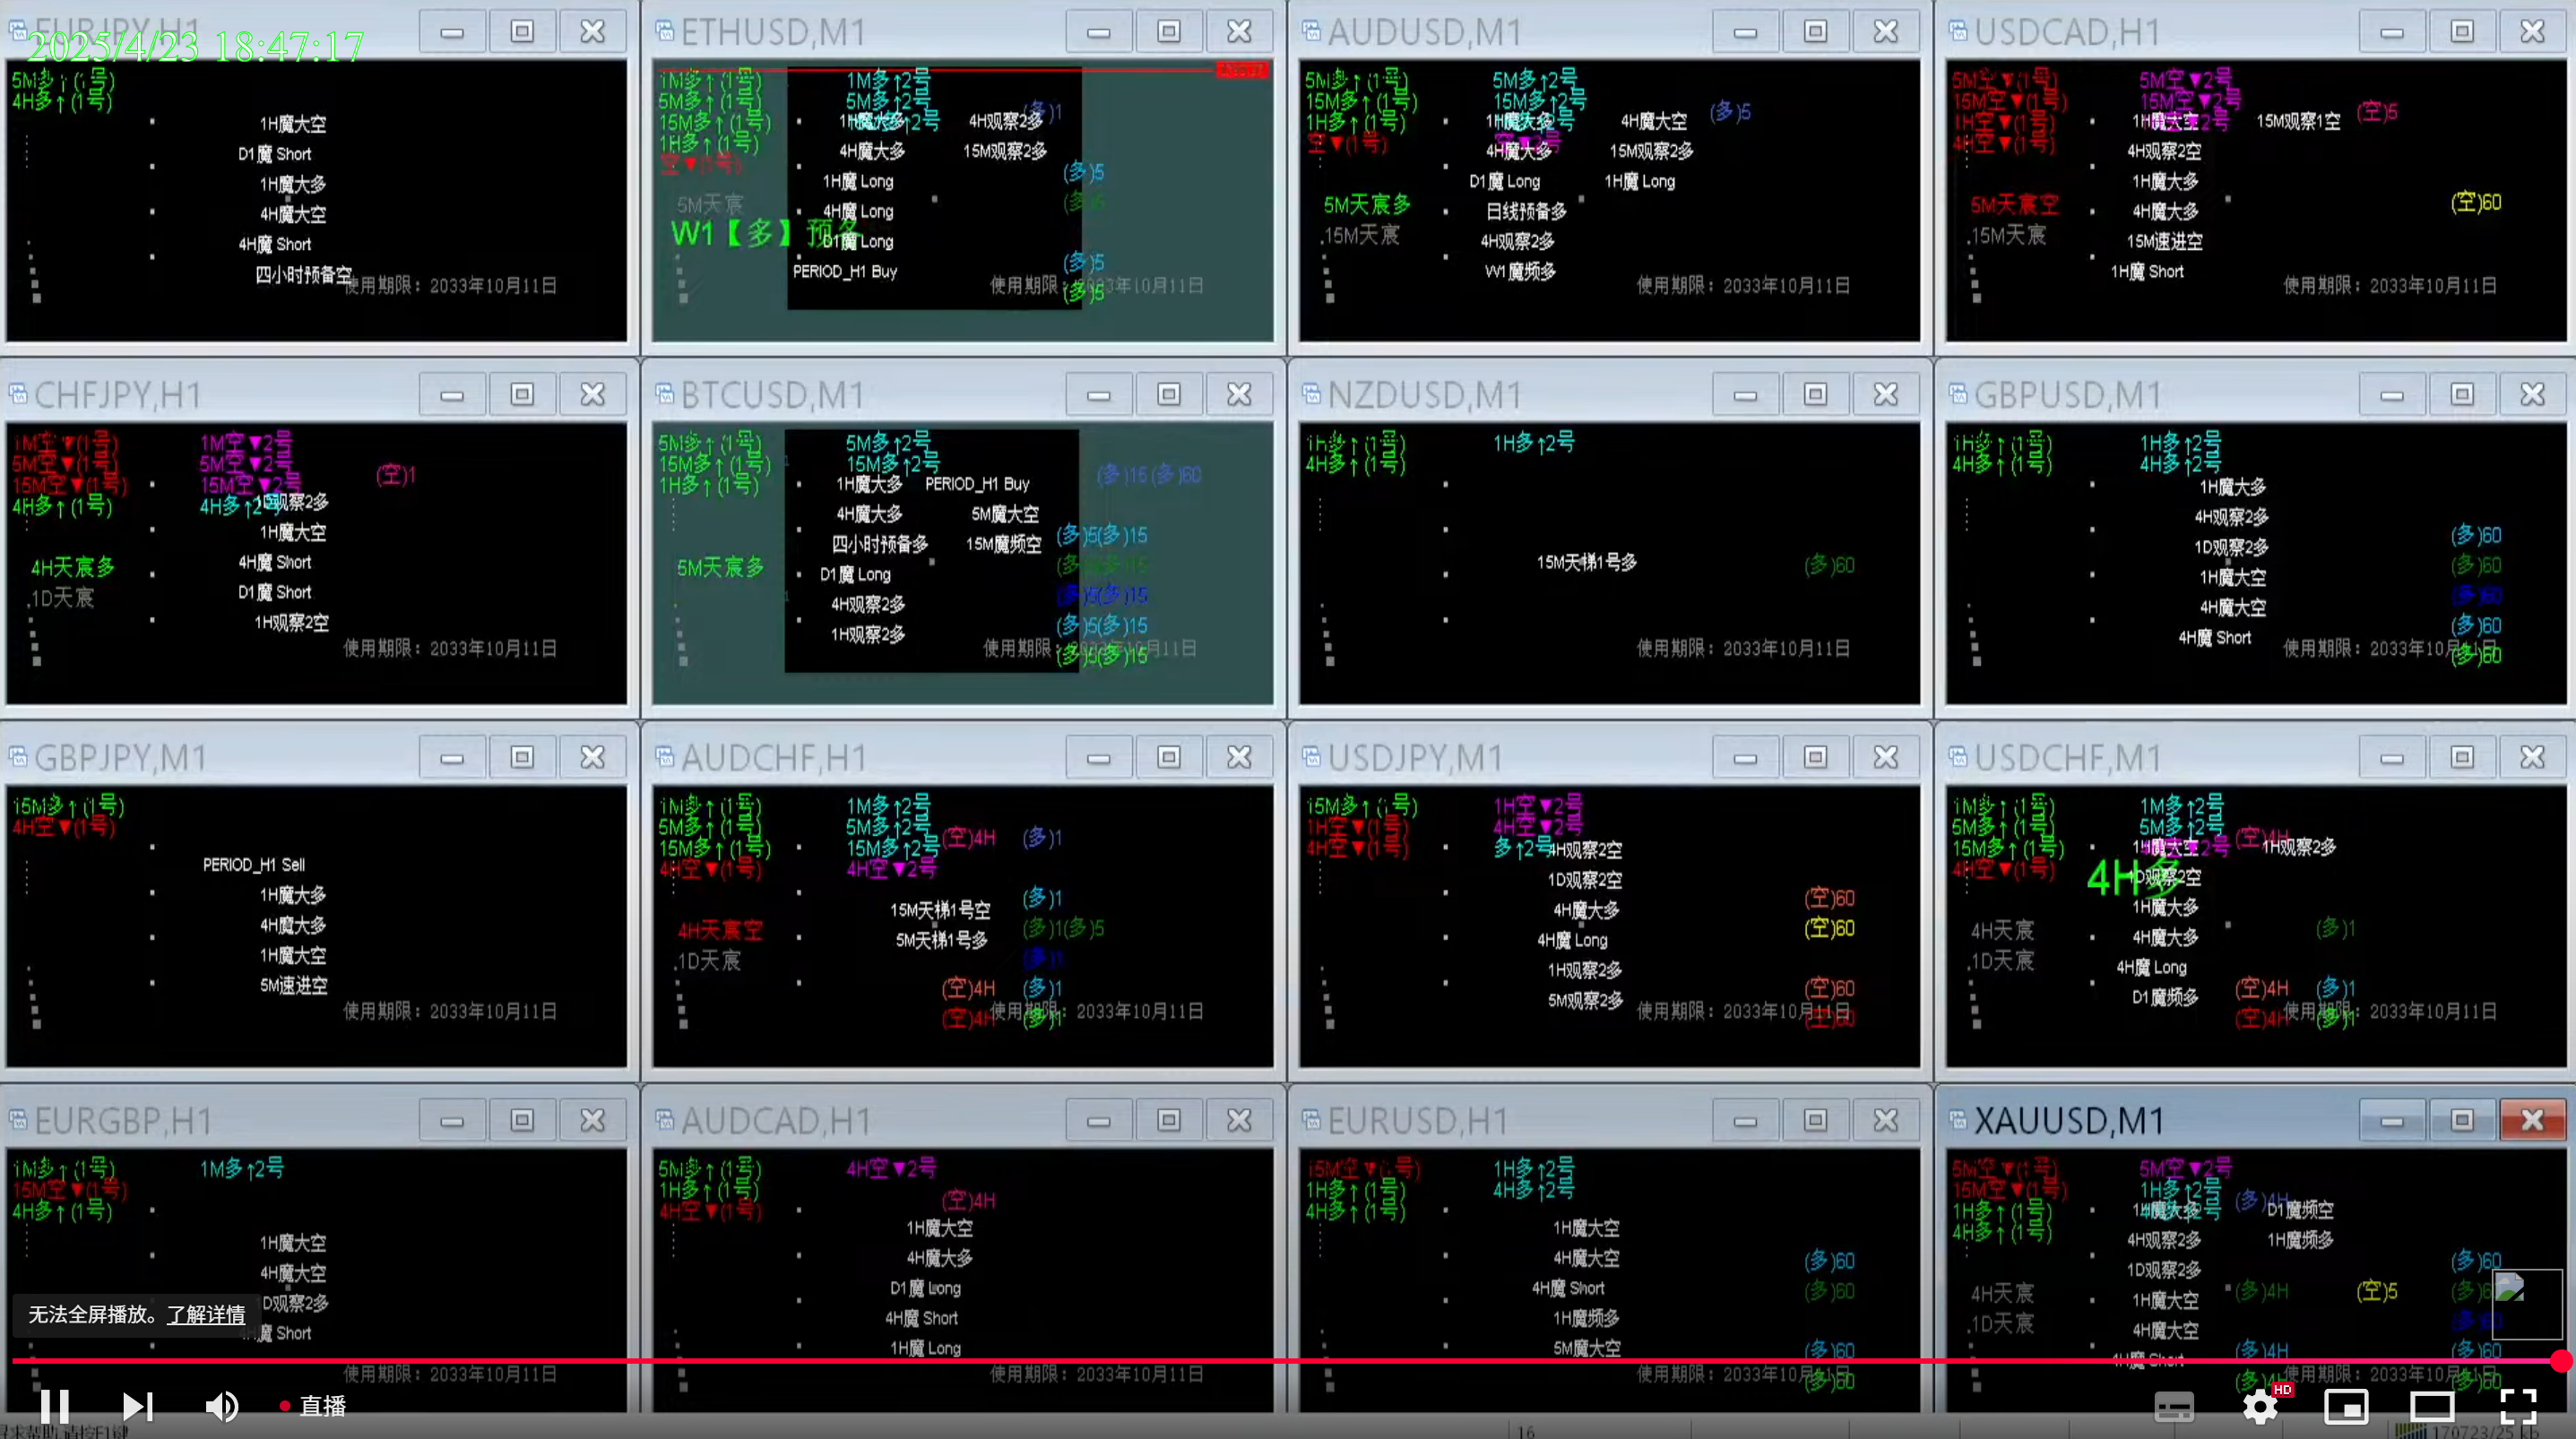 EURJPY,H1
2025/4/23 18:47:17
5M多↑(1号)
4H多↑(1号)
1H魔大空
D1魔 Short
1H魔大多
4H魔大空
4H魔 Short
四小时预备空
使用期限：2033年10月11日
ETHUSD,M1
1M多↑(1号) 1M多↑2号
5M多↑(1号) 5M多↑2号
(多)1
15M多↑(1号) 4H观察2多
1H多↑(1号) 4H魔大多 15M观察2多
空▼(1号)
(多)5
1H魔 Long
5M天宸 4H魔 Long
W1【多】预备
D1魔 Long
(多)5
PERIOD_H1 Buy
(多)5
AUDUSD,M1
5M多↑(1号) 5M多↑2号
15M多↑(1号) 15M多↑2号
(多)5
1H多↑(1号) 1H魔大多 4H魔大空
空▼(1号) 4H魔大多 15M观察2多
D1魔 Long 1H魔 Long
5M天宸多 日线预备多
.15M天宸 4H观察2多
W1魔频多
使用期限：2033年10月11日
USDCAD,H1
5M空▼(1号) 5M空▼2号
15M空▼(1号) 15M空▼2号
(空)5
1H空▼(1号) 1H魔大空 15M观察1空
4H空▼(1号) 4H观察2空
1H魔大多
5M天宸空 4H魔大多 (空)60
.15M天宸 15M速进空
1H魔 Short
使用期限：2033年10月11日
CHFJPY,H1
1M空▼(1号) 1M空▼2号
5M空▼(1号) 5M空▼2号
15M空▼(1号) 15M空▼2号 (空)1
4H多↑(1号) 4H多↑2号
1H魔大空
4H天宸多 4H魔 Short
.1D天宸 D1魔 Short
1H观察2空
使用期限：2033年10月11日
BTCUSD,M1
5M多↑(1号) 5M多↑2号
15M多↑(1号) 15M多↑2号 (多)15(多)60
1H多↑(1号) 1H魔大多 PERIOD_H1 Buy
4H魔大多 5M魔大空
四小时预备多 15M魔频空 (多)5(多)15
5M天宸多 D1魔 Long
4H观察2多 (多)5(多)15
1H观察2多 (多)5(多)15
(多)5(多)15
NZDUSD,M1
1H多↑(1号) 1H多↑2号
4H多↑(1号)
15M天梯1号多 (多)60
使用期限：2033年10月11日
GBPUSD,M1
1H多↑(1号) 1H多↑2号
4H多↑(1号) 4H多↑2号
1H魔大多
4H观察2多
1D观察2多 (多)60
1H魔大空 (多)60
4H魔大空 (多)60
4H魔 Short (多)60
使用期限：2033年10月11日
(多)60
GBPJPY,M1
15M多↑(1号)
4H空▼(1号)
PERIOD_H1 Sell
1H魔大多
4H魔大多
1H魔大空
5M速进空
使用期限：2033年10月11日
AUDCHF,H1
1M多↑(1号) 1M多↑2号
5M多↑(1号) 5M多↑2号
15M多↑(1号) 15M多↑2号 (空)4H (多)1
4H空▼(1号) 4H空▼2号
15M天梯1号空 (多)1
4H天宸空 5M天梯1号多 (多)1(多)5
.1D天宸 (多)1
(空)4H (多)1
(空)4H (多)1
使用期限：2033年10月11日
USDJPY,M1
15M多↑(1号) 1H空▼2号
1H空▼(1号) 4H空▼2号
4H空▼(1号) 多↑2号 4H观察2空
1D观察2空
4H魔大多 (空)60
4H魔 Long (空)60
1H观察2多
5M观察2多 (空)60
使用期限：2033年10月11日
(空)60
USDCHF,M1
1M多↑(1号) 1M多↑2号
5M多↑(1号) 5M多↑2号
15M多↑(1号) 1H魔大空 (空)4H 1H观察2多
4H空▼(1号) 4H多 1D观察2空
1H魔大多
4H天宸 4H魔大多 (多)1
.1D天宸 4H魔 Long
D1魔频多 (空)4H (多)1
(空)4H (多)1
使用期限：2033年10月11日
EURGBP,H1
1M多↑(1号) 1M多↑2号
15M空▼(1号)
4H多↑(1号)
1H魔大空
4H魔大空
D观察2多
魔 Short
无法全屏播放。了解详情
使用期限：2033年10月11日
AUDCAD,H1
5M多↑(1号) 4H空▼2号
1H多↑(1号)
4H空▼(1号) (空)4H
1H魔大空
4H魔大多
D1魔 Long
4H魔 Short
1H魔 Long
使用期限：2033年10月11日
EURUSD,H1
15M空▼(1号) 1H多↑2号
1H多↑(1号) 4H多↑2号
4H多↑(1号)
1H魔大空
4H魔大空 (多)60
4H魔 Short (多)60
1H魔频多
5M魔大空 (多)60
使用期限：2033年10月11日
(多)60
XAUUSD,M1
5M空▼(1号) 5M空▼2号
15M空▼(1号) 1H多↑2号
1H多↑(1号) 1H魔大多 (多)4H D1魔频空
4H多↑(1号) 4H观察2多 1H魔频多
1D观察2多 (多)60
4H天宸 1H魔大空 (多)4H (空)5
.1D天宸 4H魔大空
4H魔 Short (多)4H (多)60
使用期限：2033年10月11日
直播
HD
16
170723/25 kb